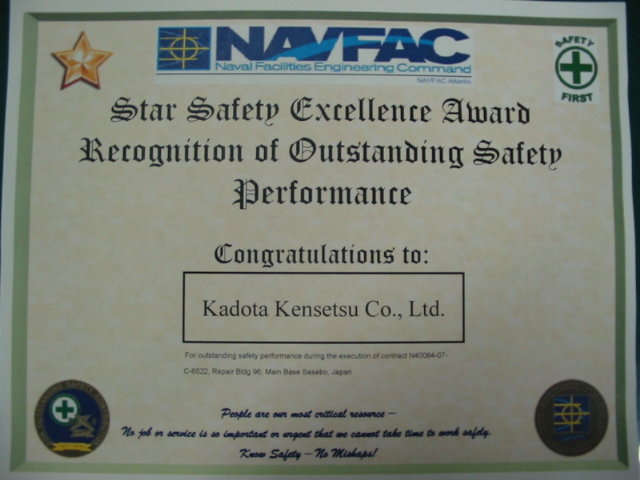 NAVFAC
Naval Facilities Engineering Command
NAVFAC Atlantic
SAFETY
FIRST
Star Safety Excellence Award
Recognition of Outstanding Safety
Performance
Congratulations to:
Kadota Kensetsu Co., Ltd.
For outstanding safety performance during the execution of contract N40084-07-
C-6522, Repair Bldg 96, Main Base Sasebo, Japan
People are our most critical resource –
No job or service is so important or urgent that we cannot take time to work safely.
Know Safety – No Mishaps!